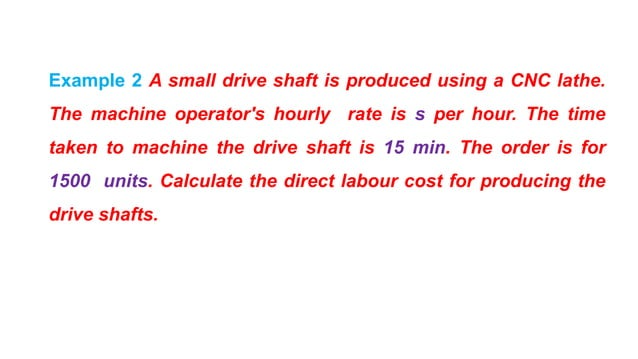 Example 2 A small drive shaft is produced using a CNC lathe.
The machine operator's hourly rate is s per hour. The time
taken to machine the drive shaft is 15 min. The order is for
1500 units. Calculate the direct labour cost for producing the
drive shafts.